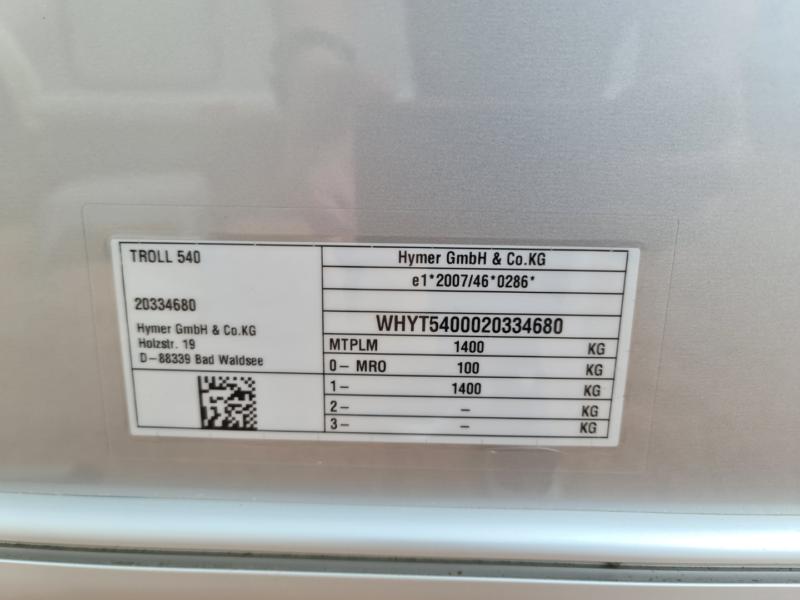 TROLL 540
20334680
Hymer GmbH & Co.KG
Holzstr. 19
D-88339 Bad Waldsee
Hymer GmbH & Co.KG
e1*2007/46*0286*
WHYT5400020334680
MTPLM 1400 KG
0- MRO 100 KG
1- 1400 KG
2- - KG
3- - KG